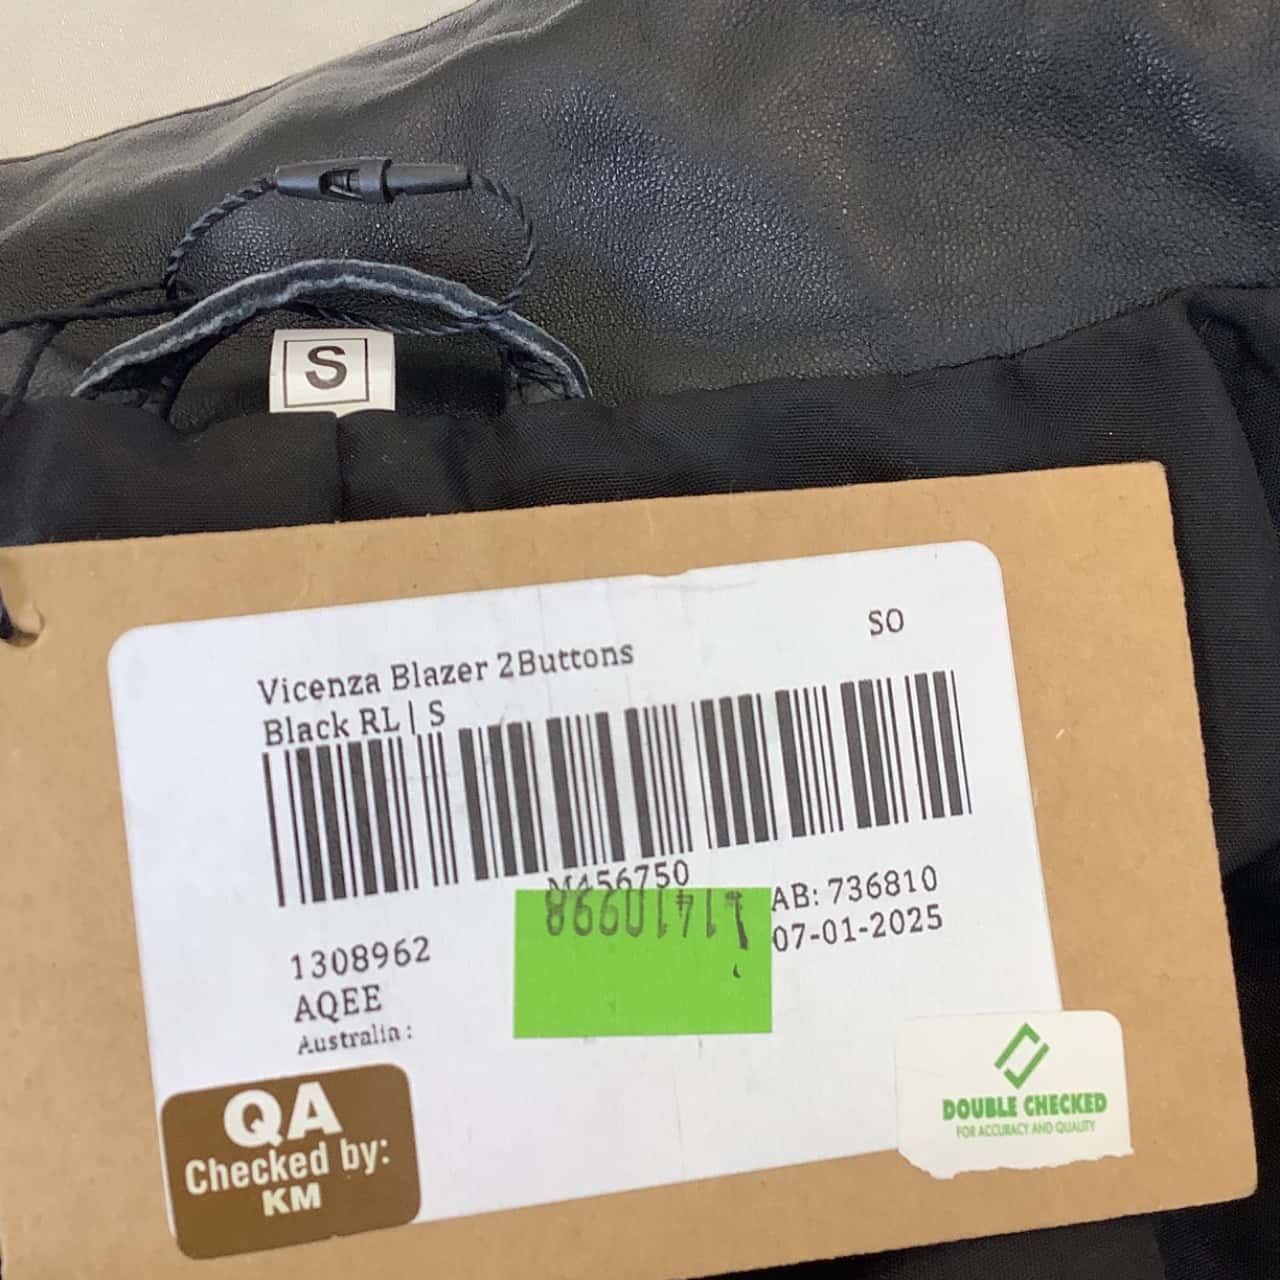 S
SO
Vicenza Blazer 2Buttons
Black RL | S
M456750
AB: 736810
07-01-2025
1308962
AQEE
Australia :
QA
Checked by:
KM
DOUBLE CHECKED
FOR ACCURACY AND QUALITY